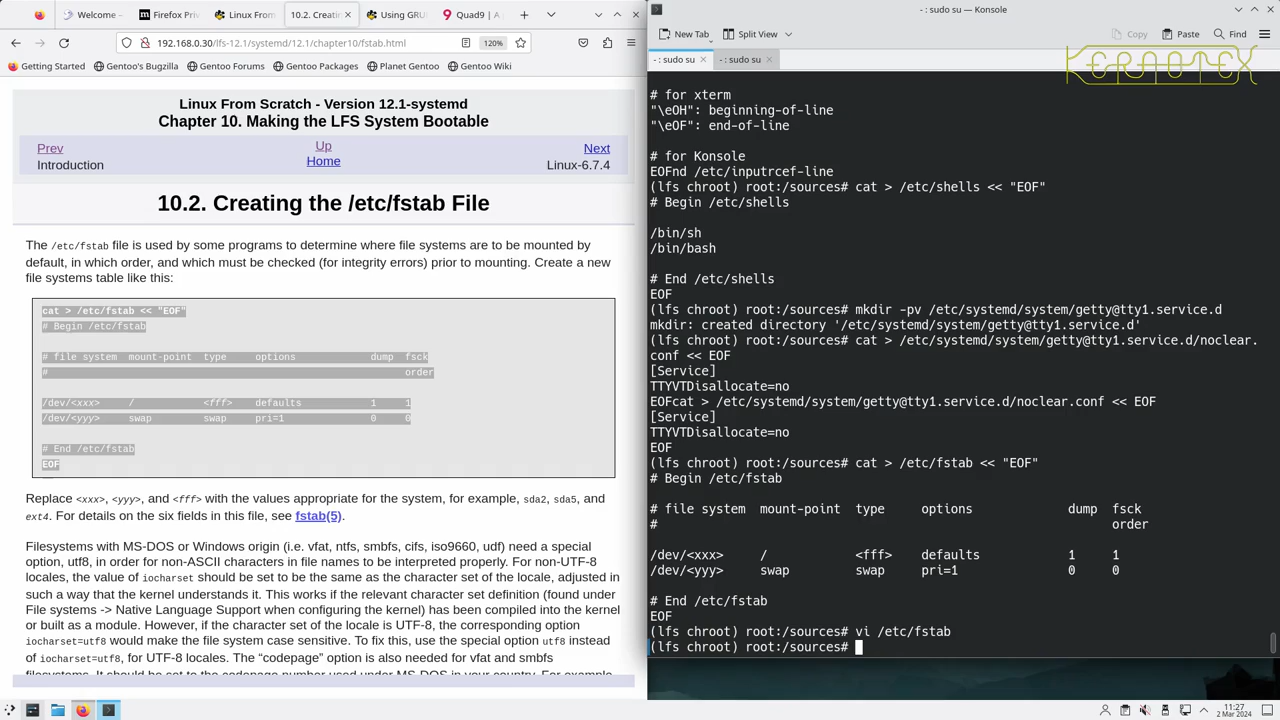 Welcome —
Firefox Priv
Linux From
10.2. Creatin
Using GRU
Quad9 | A
192.168.0.30/lfs-12.1/systemd/12.1/chapter10/fstab.html
120%
Getting Started
Gentoo's Bugzilla
Gentoo Forums
Gentoo Packages
Planet Gentoo
Gentoo Wiki
Linux From Scratch - Version 12.1-systemd
Chapter 10. Making the LFS System Bootable
Prev
Up
Next
Introduction
Home
Linux-6.7.4
10.2. Creating the /etc/fstab File
The /etc/fstab file is used by some programs to determine where file systems are to be mounted by
default, in which order, and which must be checked (for integrity errors) prior to mounting. Create a new
file systems table like this:
cat > /etc/fstab << "EOF"
# Begin /etc/fstab
# file system  mount-point  type     options             dump  fsck
#                                                              order
/dev/<xxx>     /            <fff>    defaults            1     1
/dev/<yyy>     swap         swap     pri=1               0     0
# End /etc/fstab
EOF
Replace <xxx>, <yyy>, and <fff> with the values appropriate for the system, for example, sda2, sda5, and
ext4. For details on the six fields in this file, see fstab(5).
Filesystems with MS-DOS or Windows origin (i.e. vfat, ntfs, smbfs, cifs, iso9660, udf) need a special
option, utf8, in order for non-ASCII characters in file names to be interpreted properly. For non-UTF-8
locales, the value of iocharset should be set to be the same as the character set of the locale, adjusted in
such a way that the kernel understands it. This works if the relevant character set definition (found under
File systems -> Native Language Support when configuring the kernel) has been compiled into the kernel
or built as a module. However, if the character set of the locale is UTF-8, the corresponding option
iocharset=utf8 would make the file system case sensitive. To fix this, use the special option utf8 instead
of iocharset=utf8, for UTF-8 locales. The “codepage” option is also needed for vfat and smbfs
filesystems. It should be set to the codepage number used under MS-DOS in your country. For example
- : sudo su — Konsole
New Tab
Split View
Copy
Paste
Find
- : sudo su
- : sudo su
KERNOTEX
# for xterm
"\eOH": beginning-of-line
"\eOF": end-of-line
# for Konsole
EOFnd /etc/inputrcef-line
(lfs chroot) root:/sources# cat > /etc/shells << "EOF"
# Begin /etc/shells
/bin/sh
/bin/bash
# End /etc/shells
EOF
(lfs chroot) root:/sources# mkdir -pv /etc/systemd/system/getty@tty1.service.d
mkdir: created directory '/etc/systemd/system/getty@tty1.service.d'
(lfs chroot) root:/sources# cat > /etc/systemd/system/getty@tty1.service.d/noclear.
conf << EOF
[Service]
TTYVTDisallocate=no
EOFcat > /etc/systemd/system/getty@tty1.service.d/noclear.conf << EOF
[Service]
TTYVTDisallocate=no
EOF
(lfs chroot) root:/sources# cat > /etc/fstab << "EOF"
# Begin /etc/fstab
# file system  mount-point  type     options             dump  fsck
#                                                              order
/dev/<xxx>     /            <fff>    defaults            1     1
/dev/<yyy>     swap         swap     pri=1               0     0
# End /etc/fstab
EOF
(lfs chroot) root:/sources# vi /etc/fstab
(lfs chroot) root:/sources#
11:27
2 Mar 2024